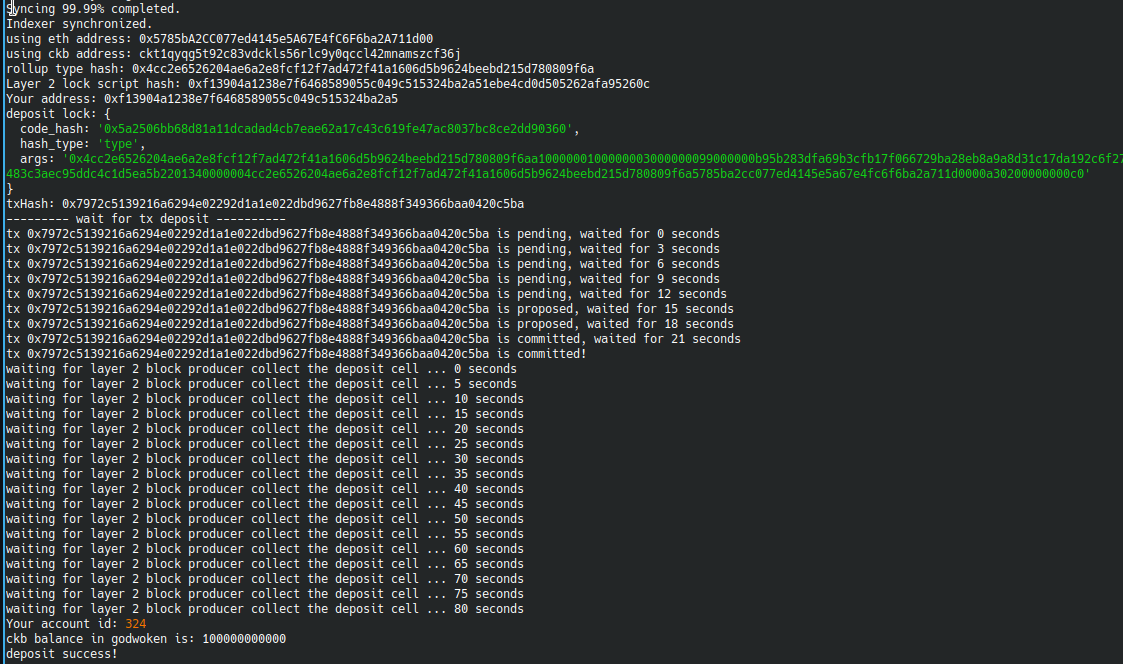 Syncing 99.99% completed.
Indexer synchronized.
using eth address: 0x5785bA2CC077ed4145e5A67E4fC6F6ba2A711d00
using ckb address: ckt1qyqg5t92c83vdckls56rlc9y0qccl42mnamszcf36j
rollup type hash: 0x4cc2e6526204ae6a2e8fcf12f7ad472f41a1606d5b9624beebd215d780809f6a
Layer 2 lock script hash: 0xf13904a1238e7f6468589055c049c515324ba2a51ebe4cd0d505262afa95260c
Your address: 0xf13904a1238e7f6468589055c049c515324ba2a5
deposit lock: {
  code_hash: '0x5a2506bb68d81a11dcadad4cb7eae62a17c43c619fe47ac8037bc8ce2dd90360',
  hash_type: 'type',
  args: '0x4cc2e6526204ae6a2e8fcf12f7ad472f41a1606d5b9624beebd215d780809f6aa10000001000000030000000990000000b95b283dfa69b3cfb17f066729ba28eb8a9a8d31c17da192c6f27
483c3aec95ddc4c1d5ea5b2201340000004cc2e6526204ae6a2e8fcf12f7ad472f41a1606d5b9624beebd215d780809f6a5785ba2cc077ed4145e5a67e4fc6f6ba2a711d0000a30200000000c0'
}
txHash: 0x7972c5139216a6294e02292d1a1e022dbd9627fb8e4888f349366baa0420c5ba
--------- wait for tx deposit ----------
tx 0x7972c5139216a6294e02292d1a1e022dbd9627fb8e4888f349366baa0420c5ba is pending, waited for 0 seconds
tx 0x7972c5139216a6294e02292d1a1e022dbd9627fb8e4888f349366baa0420c5ba is pending, waited for 3 seconds
tx 0x7972c5139216a6294e02292d1a1e022dbd9627fb8e4888f349366baa0420c5ba is pending, waited for 6 seconds
tx 0x7972c5139216a6294e02292d1a1e022dbd9627fb8e4888f349366baa0420c5ba is pending, waited for 9 seconds
tx 0x7972c5139216a6294e02292d1a1e022dbd9627fb8e4888f349366baa0420c5ba is pending, waited for 12 seconds
tx 0x7972c5139216a6294e02292d1a1e022dbd9627fb8e4888f349366baa0420c5ba is proposed, waited for 15 seconds
tx 0x7972c5139216a6294e02292d1a1e022dbd9627fb8e4888f349366baa0420c5ba is proposed, waited for 18 seconds
tx 0x7972c5139216a6294e02292d1a1e022dbd9627fb8e4888f349366baa0420c5ba is committed, waited for 21 seconds
tx 0x7972c5139216a6294e02292d1a1e022dbd9627fb8e4888f349366baa0420c5ba is committed!
waiting for layer 2 block producer collect the deposit cell ... 0 seconds
waiting for layer 2 block producer collect the deposit cell ... 5 seconds
waiting for layer 2 block producer collect the deposit cell ... 10 seconds
waiting for layer 2 block producer collect the deposit cell ... 15 seconds
waiting for layer 2 block producer collect the deposit cell ... 20 seconds
waiting for layer 2 block producer collect the deposit cell ... 25 seconds
waiting for layer 2 block producer collect the deposit cell ... 30 seconds
waiting for layer 2 block producer collect the deposit cell ... 35 seconds
waiting for layer 2 block producer collect the deposit cell ... 40 seconds
waiting for layer 2 block producer collect the deposit cell ... 45 seconds
waiting for layer 2 block producer collect the deposit cell ... 50 seconds
waiting for layer 2 block producer collect the deposit cell ... 55 seconds
waiting for layer 2 block producer collect the deposit cell ... 60 seconds
waiting for layer 2 block producer collect the deposit cell ... 65 seconds
waiting for layer 2 block producer collect the deposit cell ... 70 seconds
waiting for layer 2 block producer collect the deposit cell ... 75 seconds
waiting for layer 2 block producer collect the deposit cell ... 80 seconds
Your account id: 324
ckb balance in godwoken is: 100000000000
deposit success!